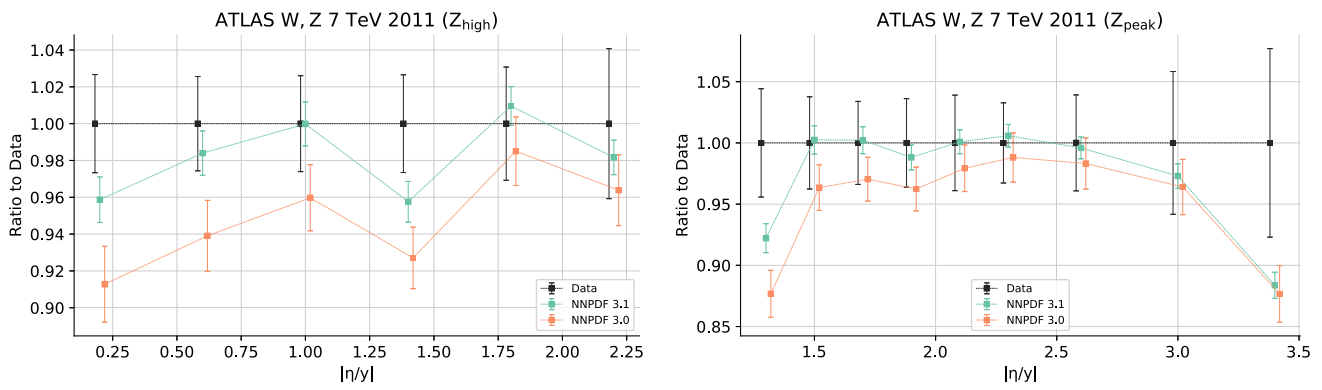 ATLAS W, Z 7 TeV 2011 (Z_high)
Ratio to Data
1.04
1.02
1.00
0.98
0.96
0.94
0.92
0.90
0.25 0.50 0.75 1.00 1.25 1.50 1.75 2.00 2.25
|η/y|
Data
NNPDF 3.1
NNPDF 3.0
ATLAS W, Z 7 TeV 2011 (Z_peak)
Ratio to Data
1.05
1.00
0.95
0.90
0.85
1.5 2.0 2.5 3.0 3.5
|η/y|
Data
NNPDF 3.1
NNPDF 3.0